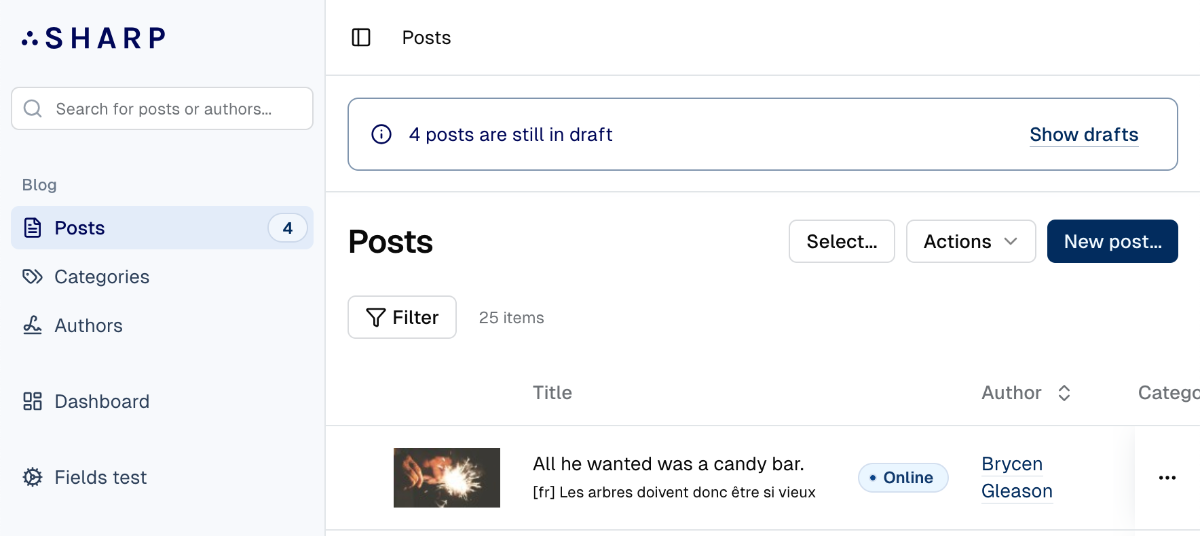 SHARP
Posts
Search for posts or authors...
4 posts are still in draft
Show drafts
Blog
Posts
4
Categories
Authors
Dashboard
Fields test
Posts
Select...
Actions
New post...
Filter
25 items
Title
Author
Catego
All he wanted was a candy bar.
[fr] Les arbres doivent donc être si vieux
Online
Brycen
Gleason